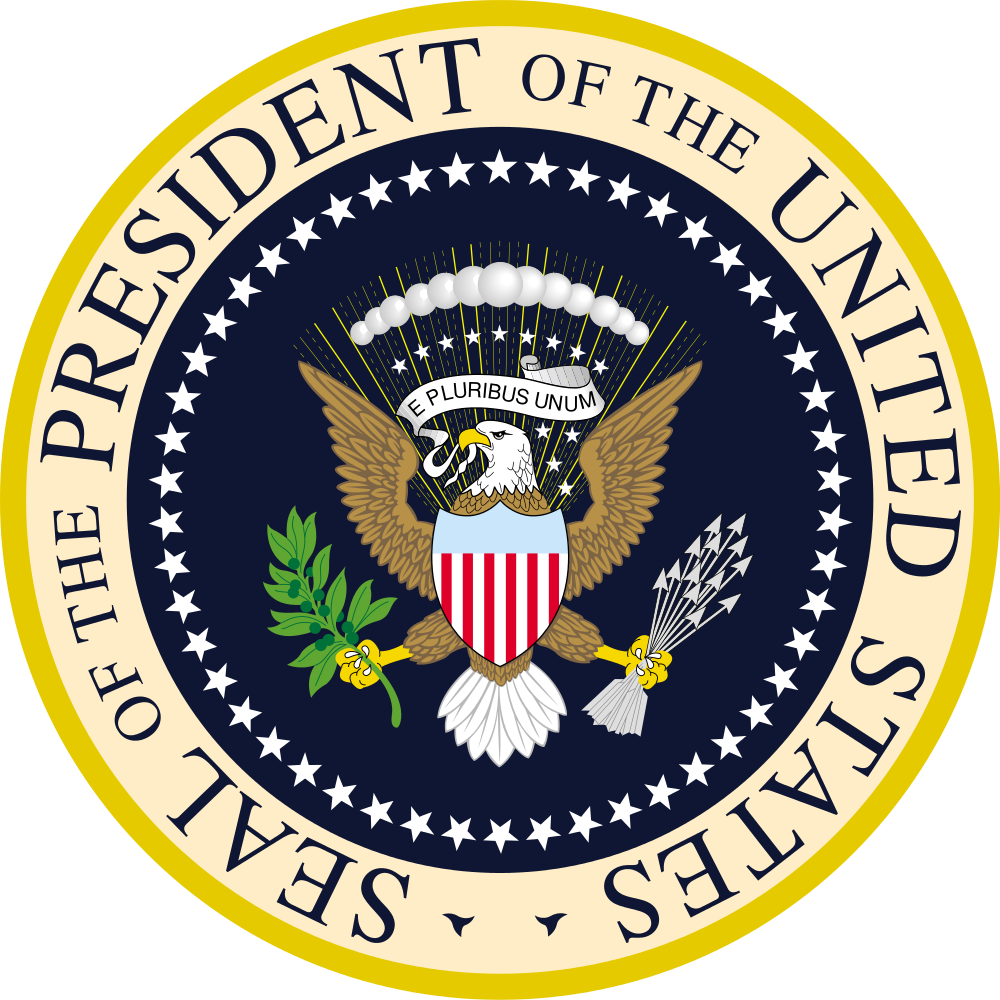 SEAL OF THE PRESIDENT OF THE UNITED STATES
E PLURIBUS UNUM